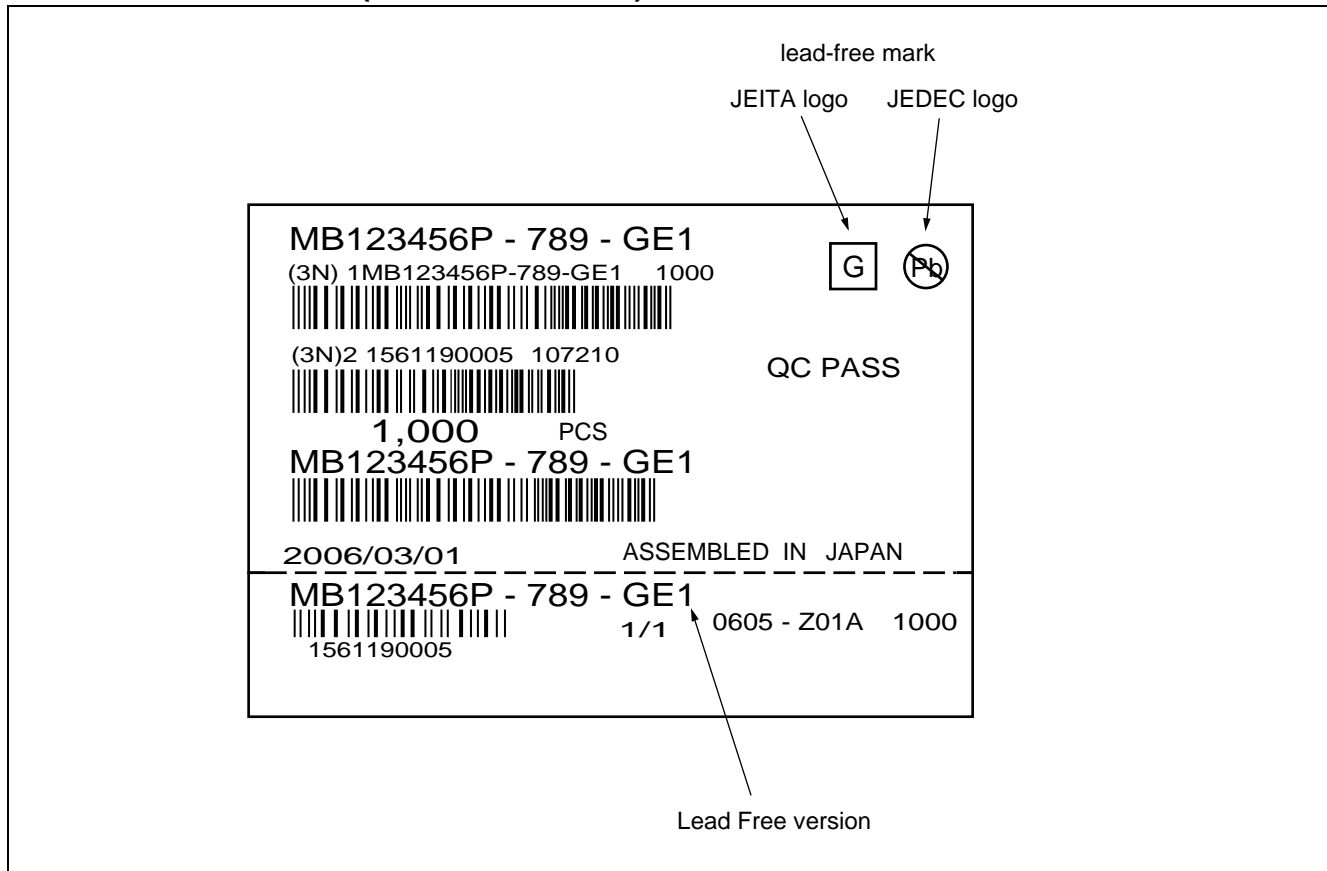 lead-free mark
JEITA logo JEDEC logo
MB123456P - 789 - GE1
(3N) 1MB123456P-789-GE1 1000
G Pb
(3N)2 1561190005 107210
QC PASS
1,000 PCS
MB123456P - 789 - GE1
2006/03/01 ASSEMBLED IN JAPAN
MB123456P - 789 - GE1
1/1 0605 - Z01A 1000
1561190005
Lead Free version